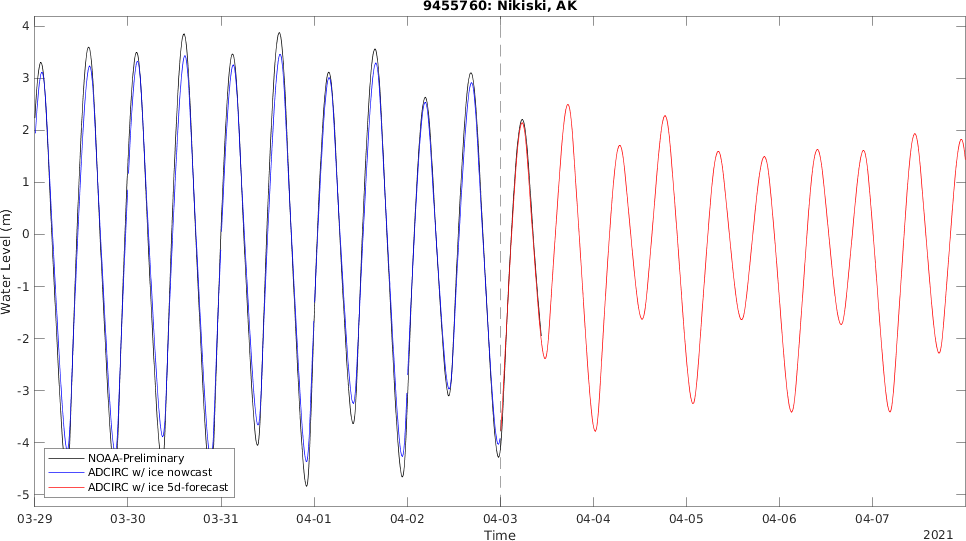 9455760: Nikiski, AK
Water Level (m)
4
3
2
1
0
-1
-2
-3
-4
-5
NOAA-Preliminary
ADCIRC w/ ice nowcast
ADCIRC w/ ice 5d-forecast
03-29 03-30 03-31 04-01 04-02 04-03 04-04 04-05 04-06 04-07
Time
2021